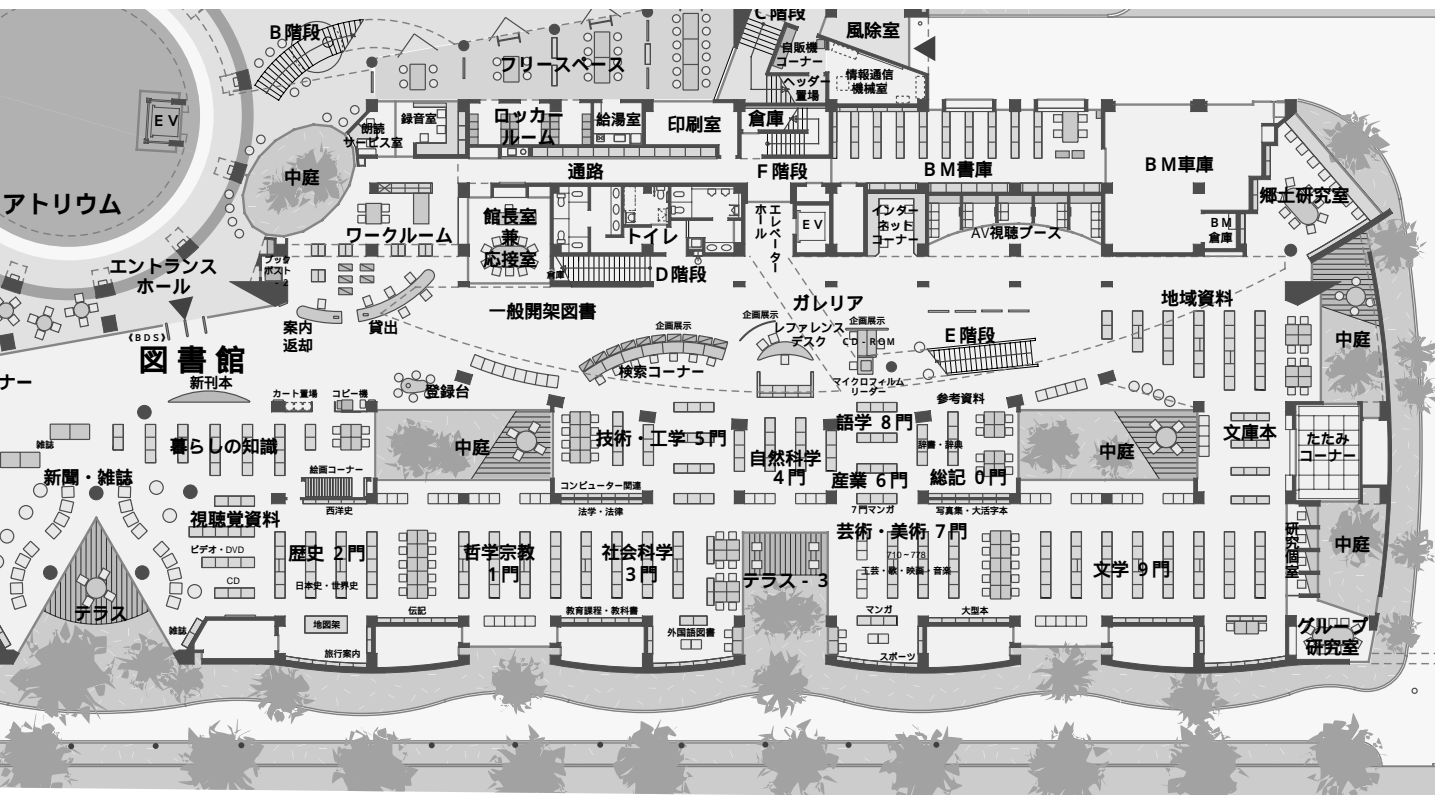 B階段
C階段
風除室
自販機
コーナー
フリースペース
ヘッダー
置場
情報通信
機械室
EV
録音室
朗読
サービス室
ロッカー
ルーム
給湯室
印刷室
倉庫
中庭
通路
F階段
BM書庫
BM車庫
アトリウム
ワークルーム
館長室
兼
応接室
トイレ
エレベーター
ホール
EV
インター
ネット
コーナー
AV視聴ブース
BM
倉庫
郷土研究室
エントランス
ホール
ブック
ポスト
-2
倉庫
D階段
一般開架図書
ガレリア
地域資料
案内
返却
貸出
企画展示
企画展示
企画展示
レファレンス
デスク
CD-ROM
E階段
中庭
《BDS》
図書館
新刊本
検索コーナー
マイクロフィルム
リーダー
ナー
カート置場
コピー機
登録台
参考資料
雑誌
暮らしの知識
中庭
技術・工学 5門
語学 8門
辞書・辞典
自然科学
4門
産業 6門
総記 0門
中庭
文庫本
たたみ
コーナー
新聞・雑誌
絵画コーナー
コンピューター関連
視聴覚資料
西洋史
法学・法律
7門マンガ
写真集・大活字本
芸術・美術 7門
710-778
工芸・歌・映画・音楽
研究個室
中庭
ビデオ・DVD
歴史 2門
日本史・世界史
哲学宗教
1門
社会科学
3門
テラス-3
文学 9門
CD
テラス
雑誌
地図架
旅行案内
伝記
教育課程・教科書
外国語図書
マンガ
大型本
スポーツ
グループ
研究室